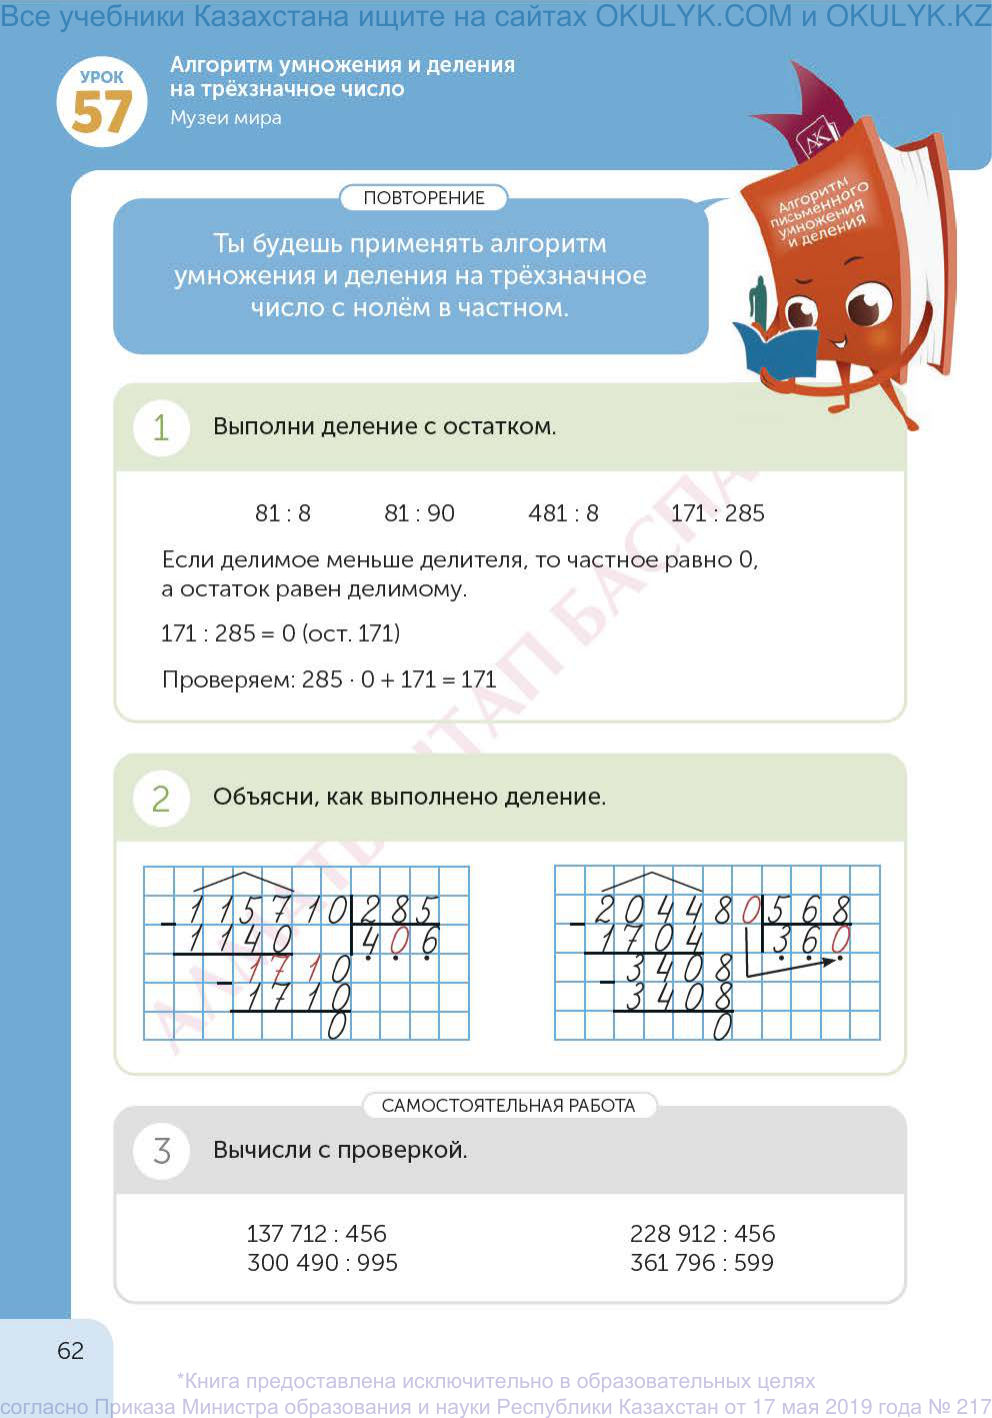 Все учебники Казахстана ищите на сайтах OKULYK.COM и OKULYK.KZ
УРОК
57
Алгоритм умножения и деления
на трёхзначное число
Музеи мира
АК
Алгоритм
письменного
умножения
и деления
ПОВТОРЕНИЕ
Ты будешь применять алгоритм
умножения и деления на трёхзначное
число с нолём в частном.
1 Выполни деление с остатком.
81 : 8 81 : 90 481 : 8 171 : 285
Если делимое меньше делителя, то частное равно 0,
а остаток равен делимому.
171 : 285 = 0 (ост. 171)
Проверяем: 285 · 0 + 171 = 171
2 Объясни, как выполнено деление.
115710 285
1140 406
1710
1710
0
204480 568
1704 360
3408
3408
0
САМОСТОЯТЕЛЬНАЯ РАБОТА
3 Вычисли с проверкой.
137 712 : 456 228 912 : 456
300 490 : 995 361 796 : 599
62
*Книга предоставлена исключительно в образовательных целях
согласно Приказа Министра образования и науки Республики Казахстан от 17 мая 2019 года № 217